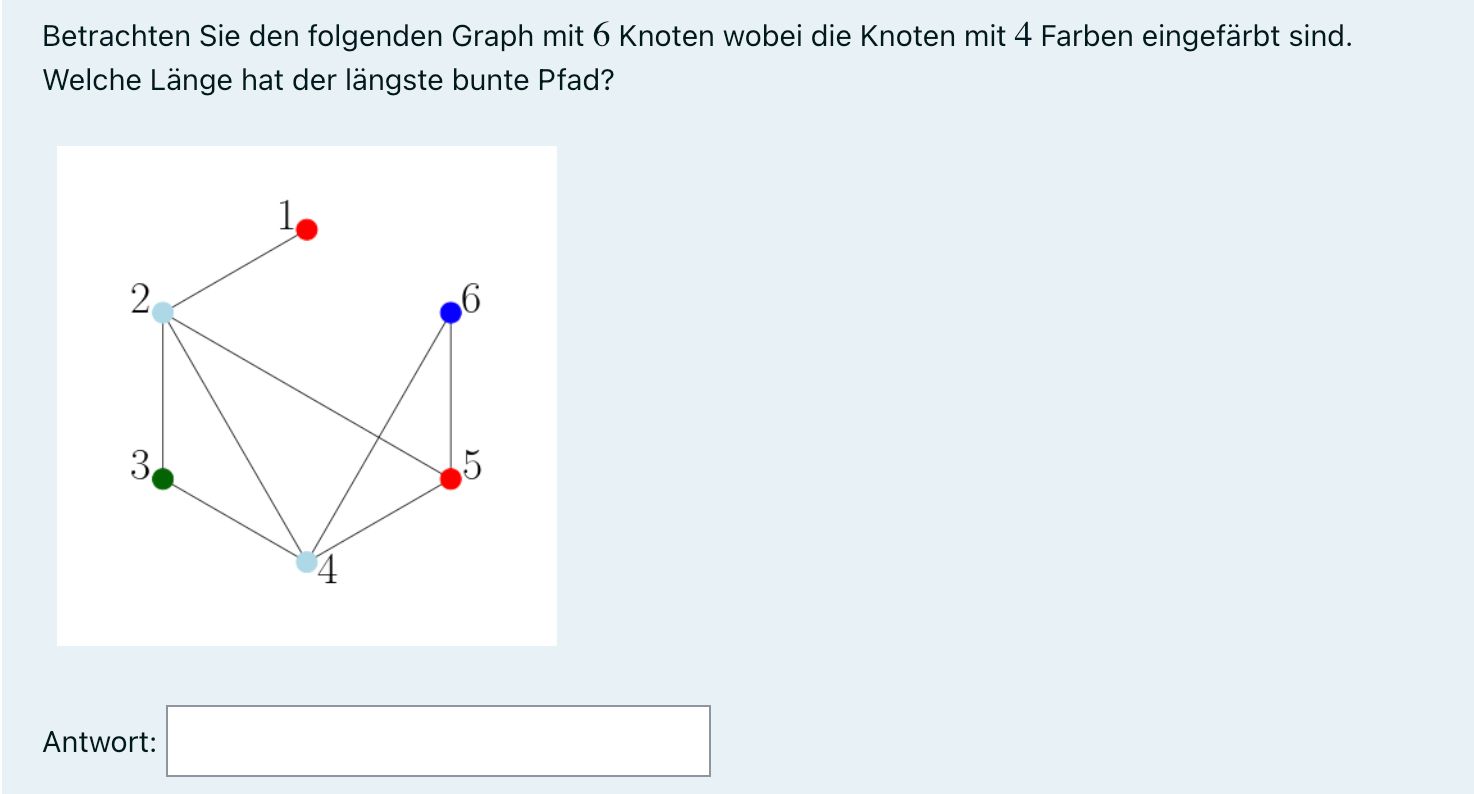 Betrachten Sie den folgenden Graph mit 6 Knoten wobei die Knoten mit 4 Farben eingefärbt sind.
Welche Länge hat der längste bunte Pfad?
1
2
6
3
5
4
Antwort: